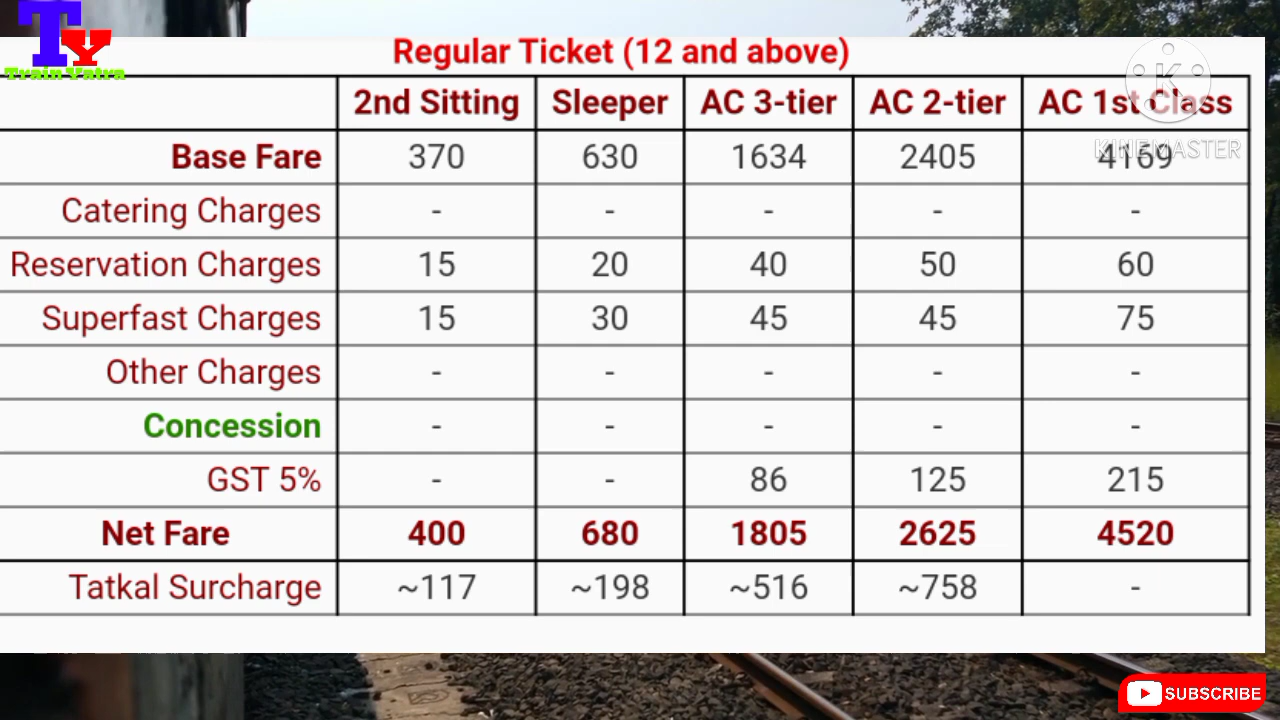 TY
Train Yatra
Regular Ticket (12 and above)
2nd Sitting Sleeper AC 3-tier AC 2-tier AC 1st Class
Base Fare 370 630 1634 2405 4169
KINEMASTER
Catering Charges - - - - -
Reservation Charges 15 20 40 50 60
Superfast Charges 15 30 45 45 75
Other Charges - - - - -
Concession - - - - -
GST 5% - - 86 125 215
Net Fare 400 680 1805 2625 4520
Tatkal Surcharge ~117 ~198 ~516 ~758 -
SUBSCRIBE